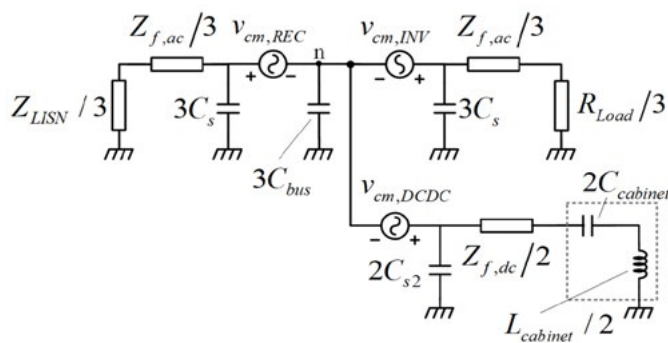 Z_{f,ac}/3
v_{cm,REC}
n
v_{cm,INV}
Z_{f,ac}/3
+ -
- +
Z_{LISN} / 3
3C_s
3C_{bus}
3C_s
R_{Load}/3
v_{cm,DCDC}
- +
2C_{cabinet}
2C_{s2}
Z_{f,dc}/2
L_{cabinet} / 2